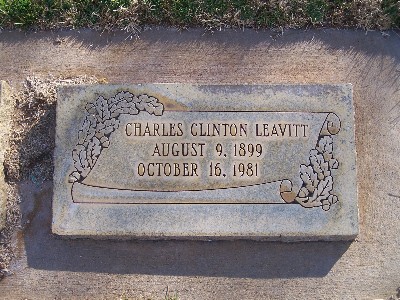 CHARLES CLINTON LEAVITT
AUGUST 9, 1899
OCTOBER 16, 1981